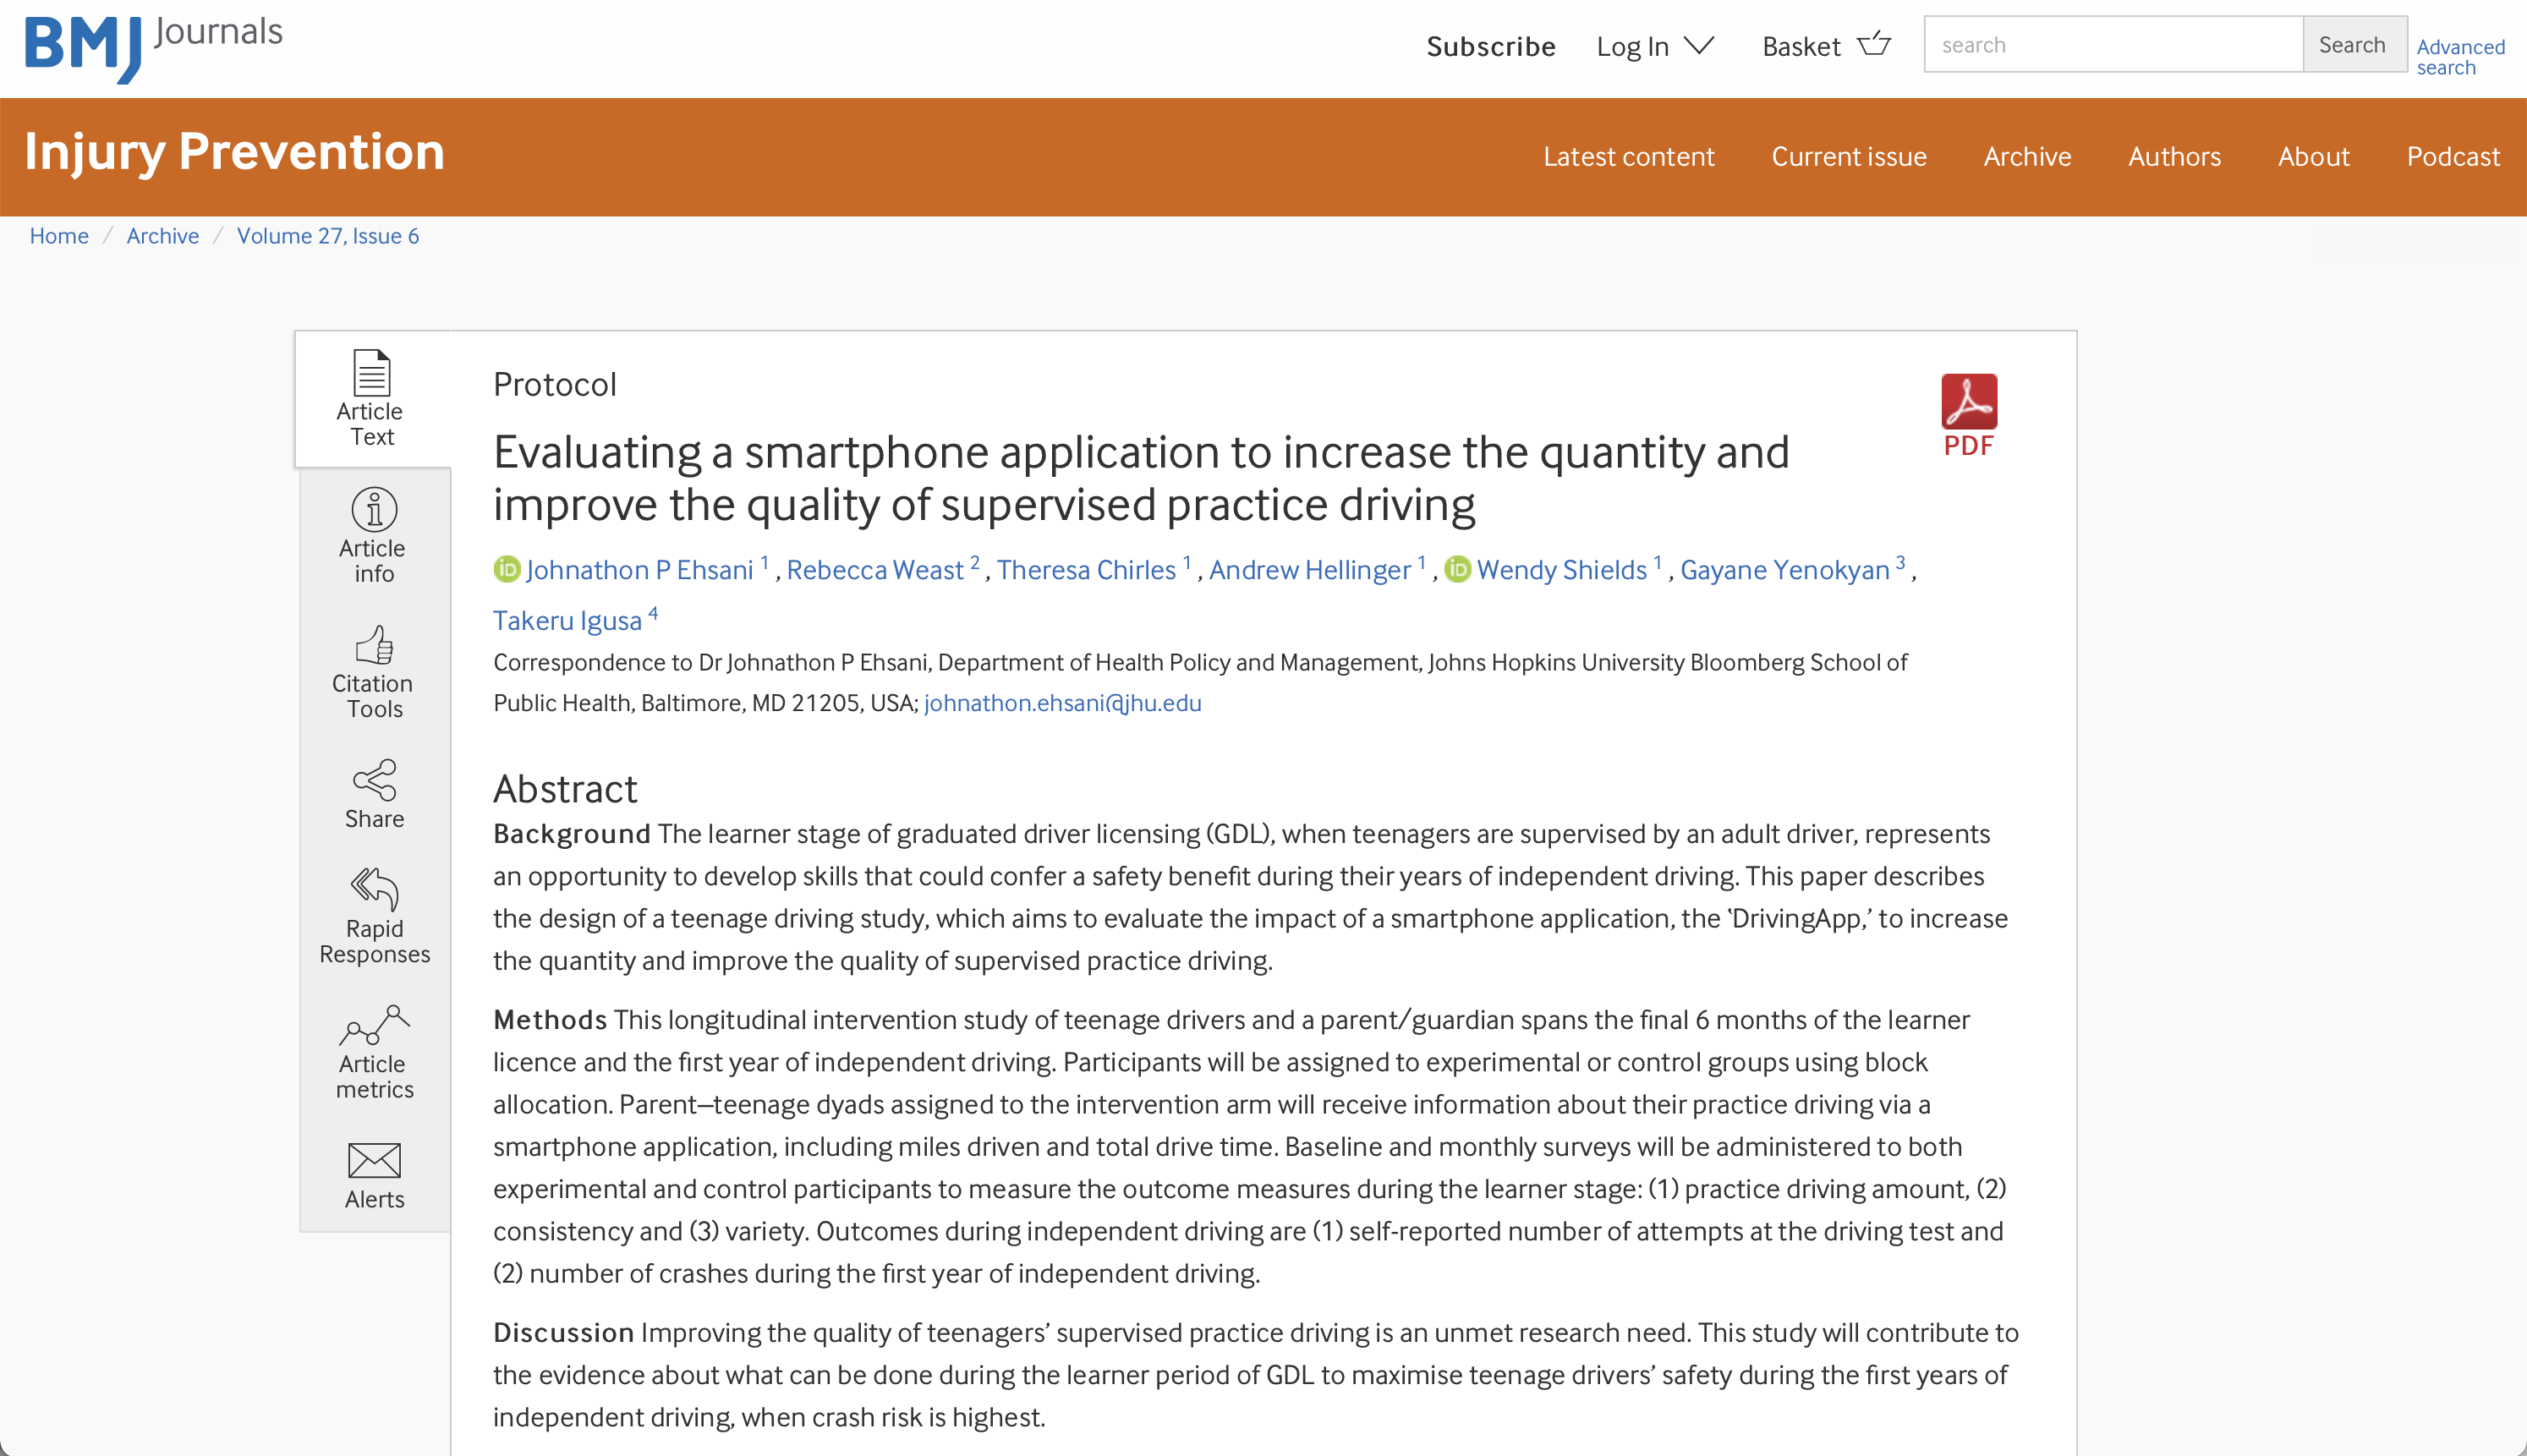 BMJ Journals
Subscribe Log In Basket search Search Advanced
search
Injury Prevention
Latest content Current issue Archive Authors About Podcast
Home / Archive / Volume 27, Issue 6
Article
Text
Article
info
Citation
Tools
Share
Rapid
Responses
Article
metrics
Alerts
Protocol
PDF
Evaluating a smartphone application to increase the quantity and
improve the quality of supervised practice driving
iD Johnathon P Ehsani 1 , Rebecca Weast 2 , Theresa Chirles 1 , Andrew Hellinger 1 , iD Wendy Shields 1 , Gayane Yenokyan 3 ,
Takeru Igusa 4
Correspondence to Dr Johnathon P Ehsani, Department of Health Policy and Management, Johns Hopkins University Bloomberg School of
Public Health, Baltimore, MD 21205, USA; johnathon.ehsani@jhu.edu
Abstract
Background The learner stage of graduated driver licensing (GDL), when teenagers are supervised by an adult driver, represents
an opportunity to develop skills that could confer a safety benefit during their years of independent driving. This paper describes
the design of a teenage driving study, which aims to evaluate the impact of a smartphone application, the ‘DrivingApp,’ to increase
the quantity and improve the quality of supervised practice driving.
Methods This longitudinal intervention study of teenage drivers and a parent/guardian spans the final 6 months of the learner
licence and the first year of independent driving. Participants will be assigned to experimental or control groups using block
allocation. Parent–teenage dyads assigned to the intervention arm will receive information about their practice driving via a
smartphone application, including miles driven and total drive time. Baseline and monthly surveys will be administered to both
experimental and control participants to measure the outcome measures during the learner stage: (1) practice driving amount, (2)
consistency and (3) variety. Outcomes during independent driving are (1) self-reported number of attempts at the driving test and
(2) number of crashes during the first year of independent driving.
Discussion Improving the quality of teenagers’ supervised practice driving is an unmet research need. This study will contribute to
the evidence about what can be done during the learner period of GDL to maximise teenage drivers’ safety during the first years of
independent driving, when crash risk is highest.